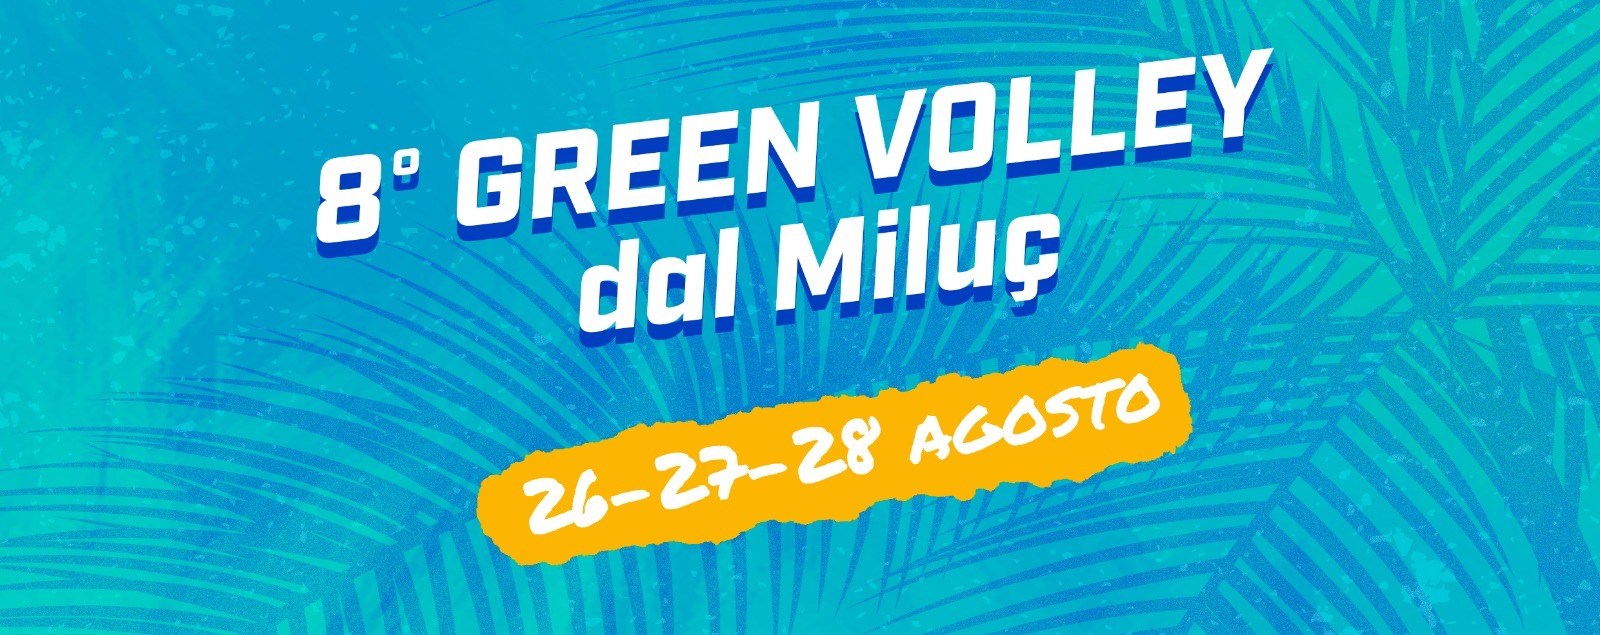 8° GREEN VOLLEY
dal Miluç
26-27-28 AGOSTO